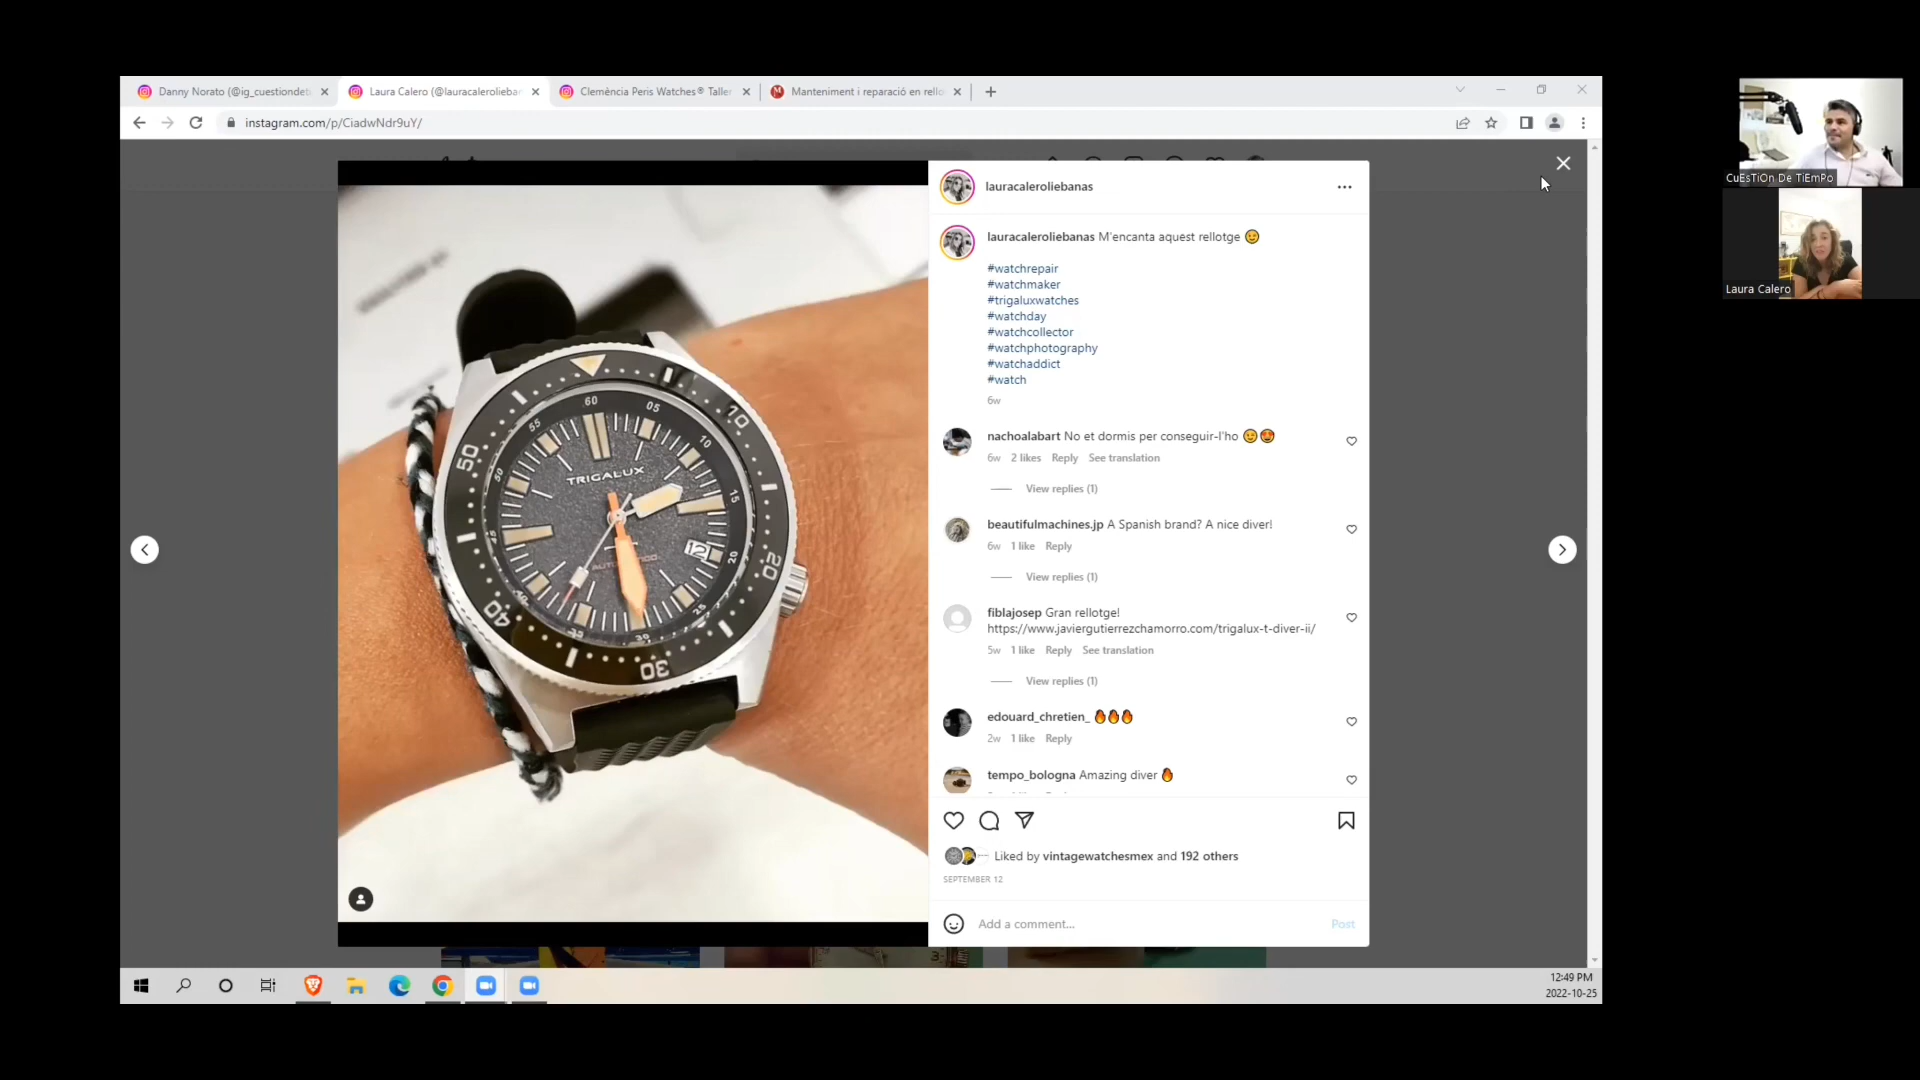 Danny Norato (@ig_cuestiondeti
Laura Calero (@lauracaleroliebar
Clemència Peris Watches® Taller
Manteniment i reparació en rello
instagram.com/p/CiadwNdr9uY/
lauracaleroliebanas
lauracaleroliebanas M'encanta aquest rellotge 😉
#watchrepair
#watchmaker
#trigaluxwatches
#watchday
#watchcollector
#watchphotography
#watchaddict
#watch
6w
nachoalabart No et dormis per conseguir-l'ho 😉😍
6w 2 likes Reply See translation
View replies (1)
beautifulmachines.jp A Spanish brand? A nice diver!
6w 1 like Reply
View replies (1)
fiblajosep Gran rellotge!
https://www.javiergutierrezchamorro.com/trigalux-t-diver-ii/
5w 1 like Reply See translation
View replies (1)
edouard_chretien_ 🔥🔥🔥
2w 1 like Reply
tempo_bologna Amazing diver 🔥
Liked by vintagewatchesmex and 192 others
SEPTEMBER 12
Add a comment...
Post
10
20
30
40
50
60
05
10
15
20
25
30
35
45
50
55
TRIGALUX
12
CuEsTiOn De TiEmPo
Laura Calero
12:49 PM
2022-10-25